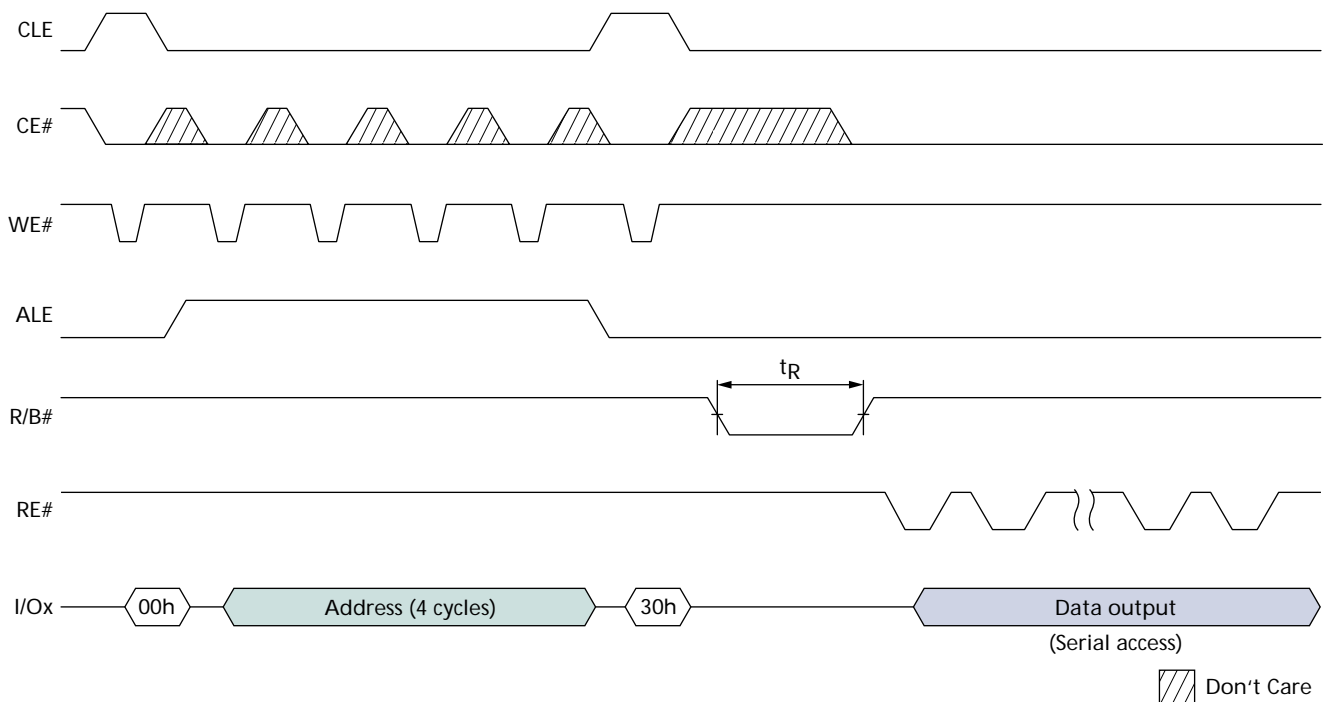 CLE
CE#
WE#
ALE
tR
R/B#
RE#
I/Ox 00h Address (4 cycles) 30h Data output
(Serial access)
Don't Care